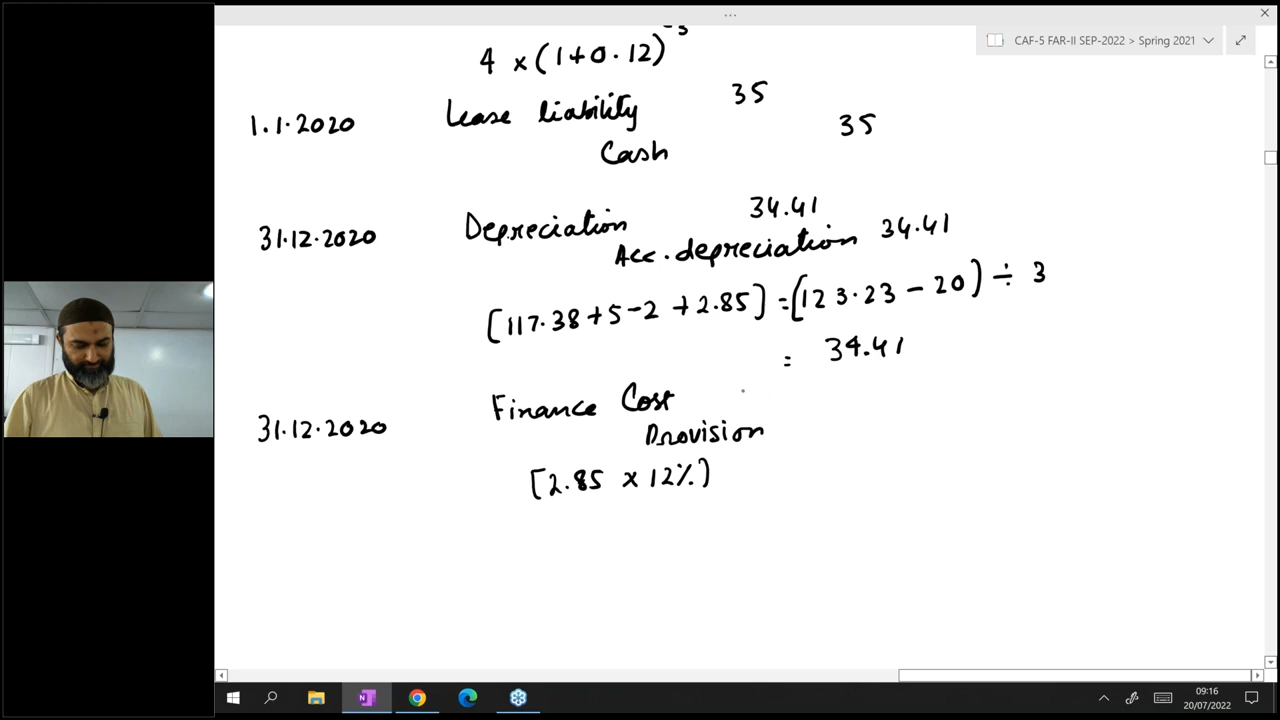 CAF-5 FAR-II SEP-2022 > Spring 2021
4 × (1+0.12)⁻³
1.1.2020 Lease liability 35
Cash 35
31.12.2020 Depreciation 34.41
Acc. depreciation 34.41
[117.38+5-2+2.85] = [123.23-20] ÷ 3
= 34.41
31.12.2020 Finance Cost
Provision
[2.85 × 12%]
09:16
20/07/2022